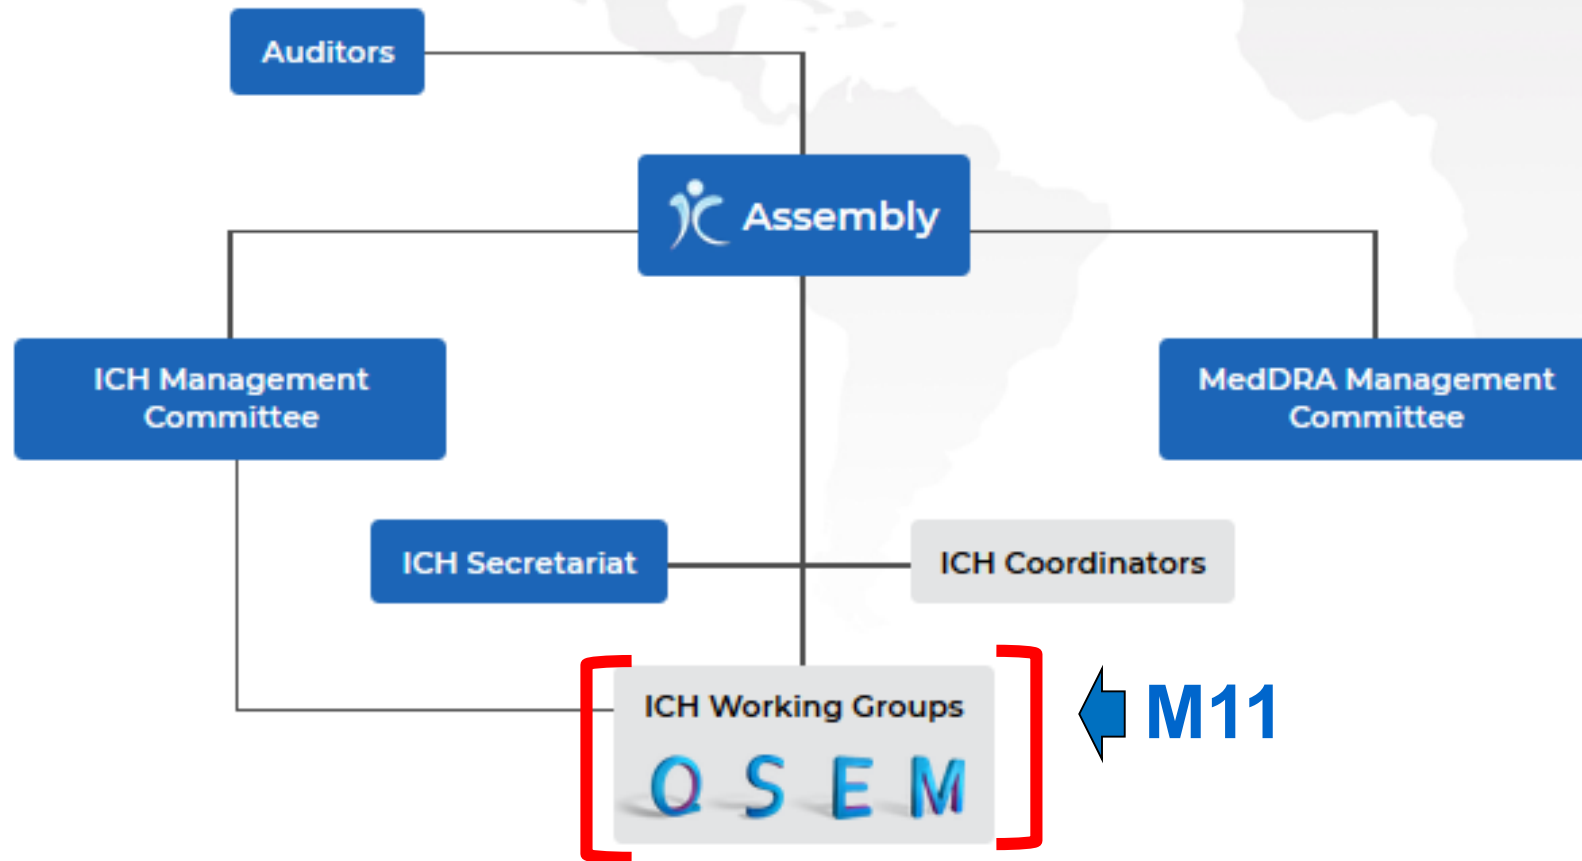 Auditors
Assembly
ICH Management
Committee
MedDRA Management
Committee
ICH Secretariat
ICH Coordinators
ICH Working Groups
Q S E M
M11